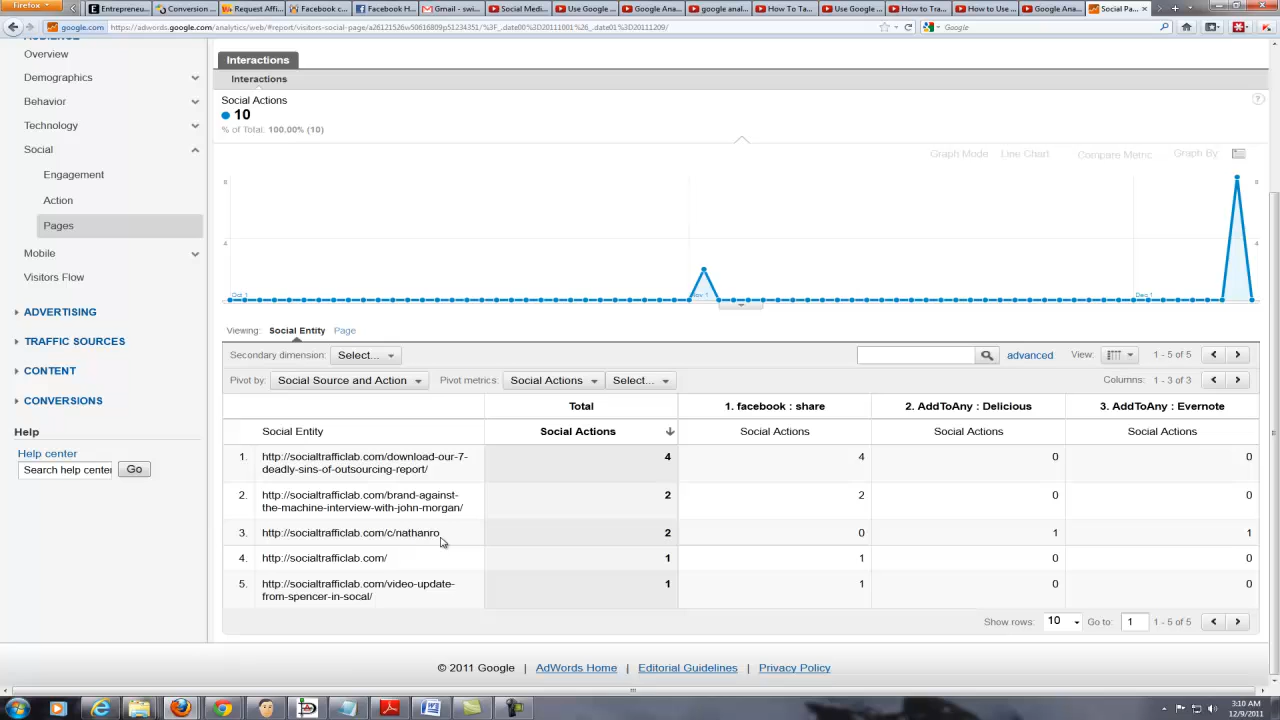 Firefox
Entrepreneu...
Conversion ...
Request Affi...
Facebook c...
Facebook H...
Gmail - swi...
Social Medi...
Use Google ...
Google Ana...
google anal...
How To Ta...
Use Google ...
How to Tra...
How to Use ...
Google Anal...
Social Pa...
google.com
https://adwords.google.com/analytics/web/#report/visitors-social-page/a26121526w50616809p51234351/%3F_.date00%3D20111001%26_.date01%3D20111209/
Google
AUDIENCE
Overview
Demographics
Behavior
Technology
Social
Engagement
Action
Pages
Mobile
Visitors Flow
ADVERTISING
TRAFFIC SOURCES
CONTENT
CONVERSIONS
Help
Help center
Search help center
Go
Interactions
Interactions
Social Actions
10
% of Total: 100.00% (10)
Graph Mode Line Chart Compare Metric Graph By:
8 8
4 4
Oct 1 Nov 1 Dec 1
Viewing: Social Entity Page
Secondary dimension: Select... advanced View: 1 - 5 of 5
Pivot by: Social Source and Action Pivot metrics: Social Actions Select... Columns: 1 - 3 of 3
Total 1. facebook : share 2. AddToAny : Delicious 3. AddToAny : Evernote
Social Entity Social Actions Social Actions Social Actions Social Actions
1. http://socialtrafficlab.com/download-our-7- 4 4 0 0
deadly-sins-of-outsourcing-report/
2. http://socialtrafficlab.com/brand-against- 2 2 0 0
the-machine-interview-with-john-morgan/
3. http://socialtrafficlab.com/c/nathanro 2 0 1 1
4. http://socialtrafficlab.com/ 1 1 0 0
5. http://socialtrafficlab.com/video-update- 1 1 0 0
from-spencer-in-socal/
Show rows: 10 Go to: 1 1 - 5 of 5
© 2011 Google | AdWords Home | Editorial Guidelines | Privacy Policy
3:10 AM
12/9/2011